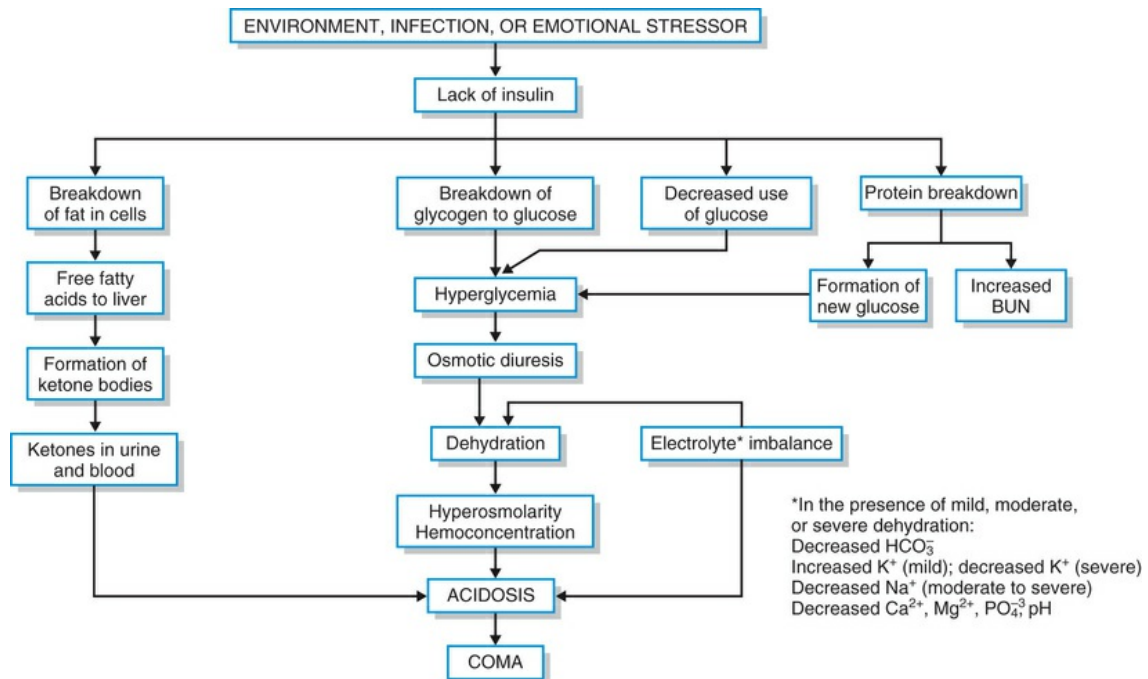 ENVIRONMENT, INFECTION, OR EMOTIONAL STRESSOR
Lack of insulin
Breakdown
of fat in cells
Breakdown of
glycogen to glucose
Decreased use
of glucose
Protein breakdown
Free fatty
acids to liver
Hyperglycemia
Formation of
new glucose
Increased
BUN
Formation of
ketone bodies
Osmotic diuresis
Ketones in urine
and blood
Dehydration
Electrolyte* imbalance
Hyperosmolarity
Hemoconcentration
ACIDOSIS
COMA
*In the presence of mild, moderate,
or severe dehydration:
Decreased HCO₃⁻
Increased K⁺ (mild); decreased K⁺ (severe)
Decreased Na⁺ (moderate to severe)
Decreased Ca²⁺, Mg²⁺, PO₄⁻³, pH